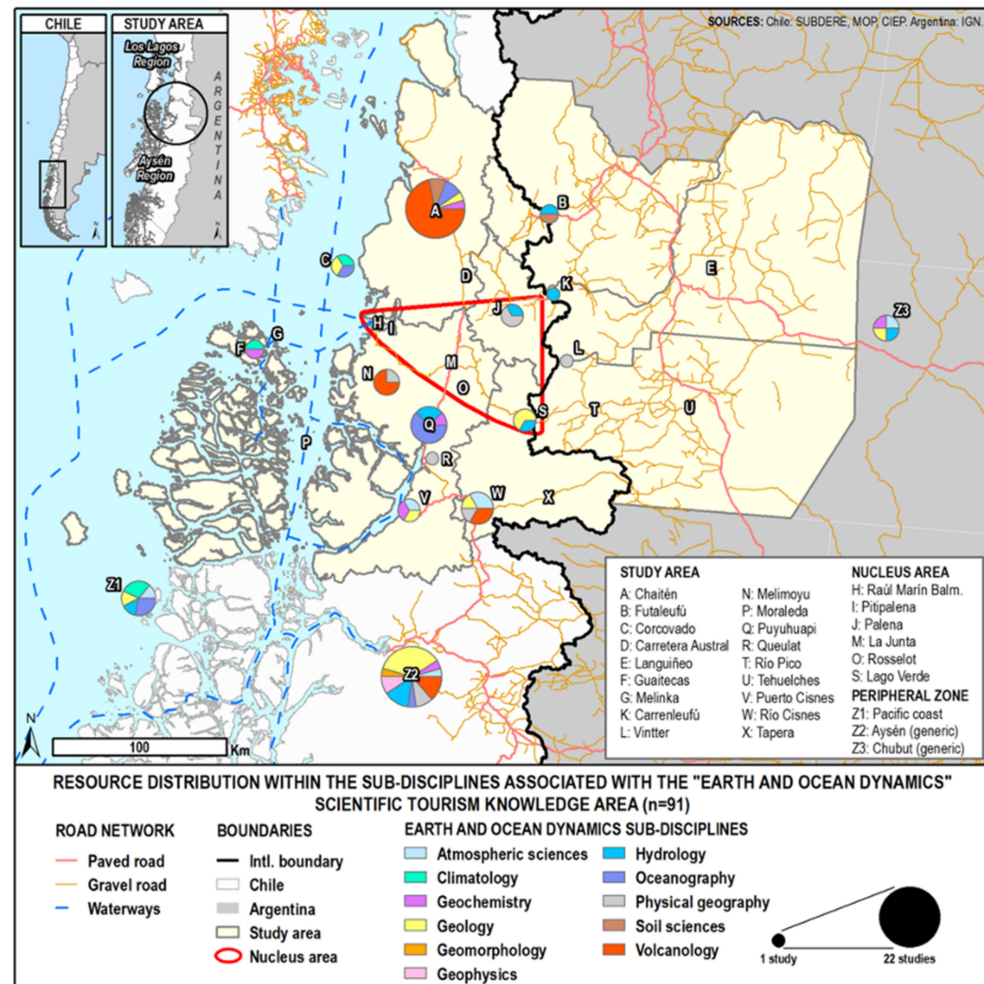 CHILE
STUDY AREA
SOURCES: Chile: SUBDERE, MOP, CIEP. Argentina: IGN.
Los Lagos
Region
ARGENTINA
Aysén
Region
N
N
A
B
C
D
E
K
J
Z3
H
I
G
F
L
N
M
O
S
T
U
P
Q
R
V
W
X
Z1
Z2
N
100
Km
STUDY AREA
A: Chaitén
B: Futaleufú
C: Corcovado
D: Carretera Austral
E: Languiñeo
F: Guaitecas
G: Melinka
K: Carrenleufú
L: Vintter
N: Melimoyu
P: Moraleda
Q: Puyuhuapi
R: Queulat
T: Río Pico
U: Tehuelches
V: Puerto Cisnes
W: Río Cisnes
X: Tapera
NUCLEUS AREA
H: Raúl Marín Balm.
I: Pitipalena
J: Palena
M: La Junta
O: Rosselot
S: Lago Verde
PERIPHERAL ZONE
Z1: Pacific coast
Z2: Aysén (generic)
Z3: Chubut (generic)
RESOURCE DISTRIBUTION WITHIN THE SUB-DISCIPLINES ASSOCIATED WITH THE "EARTH AND OCEAN DYNAMICS"
SCIENTIFIC TOURISM KNOWLEDGE AREA (n=91)
ROAD NETWORK
Paved road
Gravel road
Waterways
BOUNDARIES
Intl. boundary
Chile
Argentina
Study area
Nucleus area
EARTH AND OCEAN DYNAMICS SUB-DISCIPLINES
Atmospheric sciences
Climatology
Geochemistry
Geology
Geomorphology
Geophysics
Hydrology
Oceanography
Physical geography
Soil sciences
Volcanology
1 study
22 studies